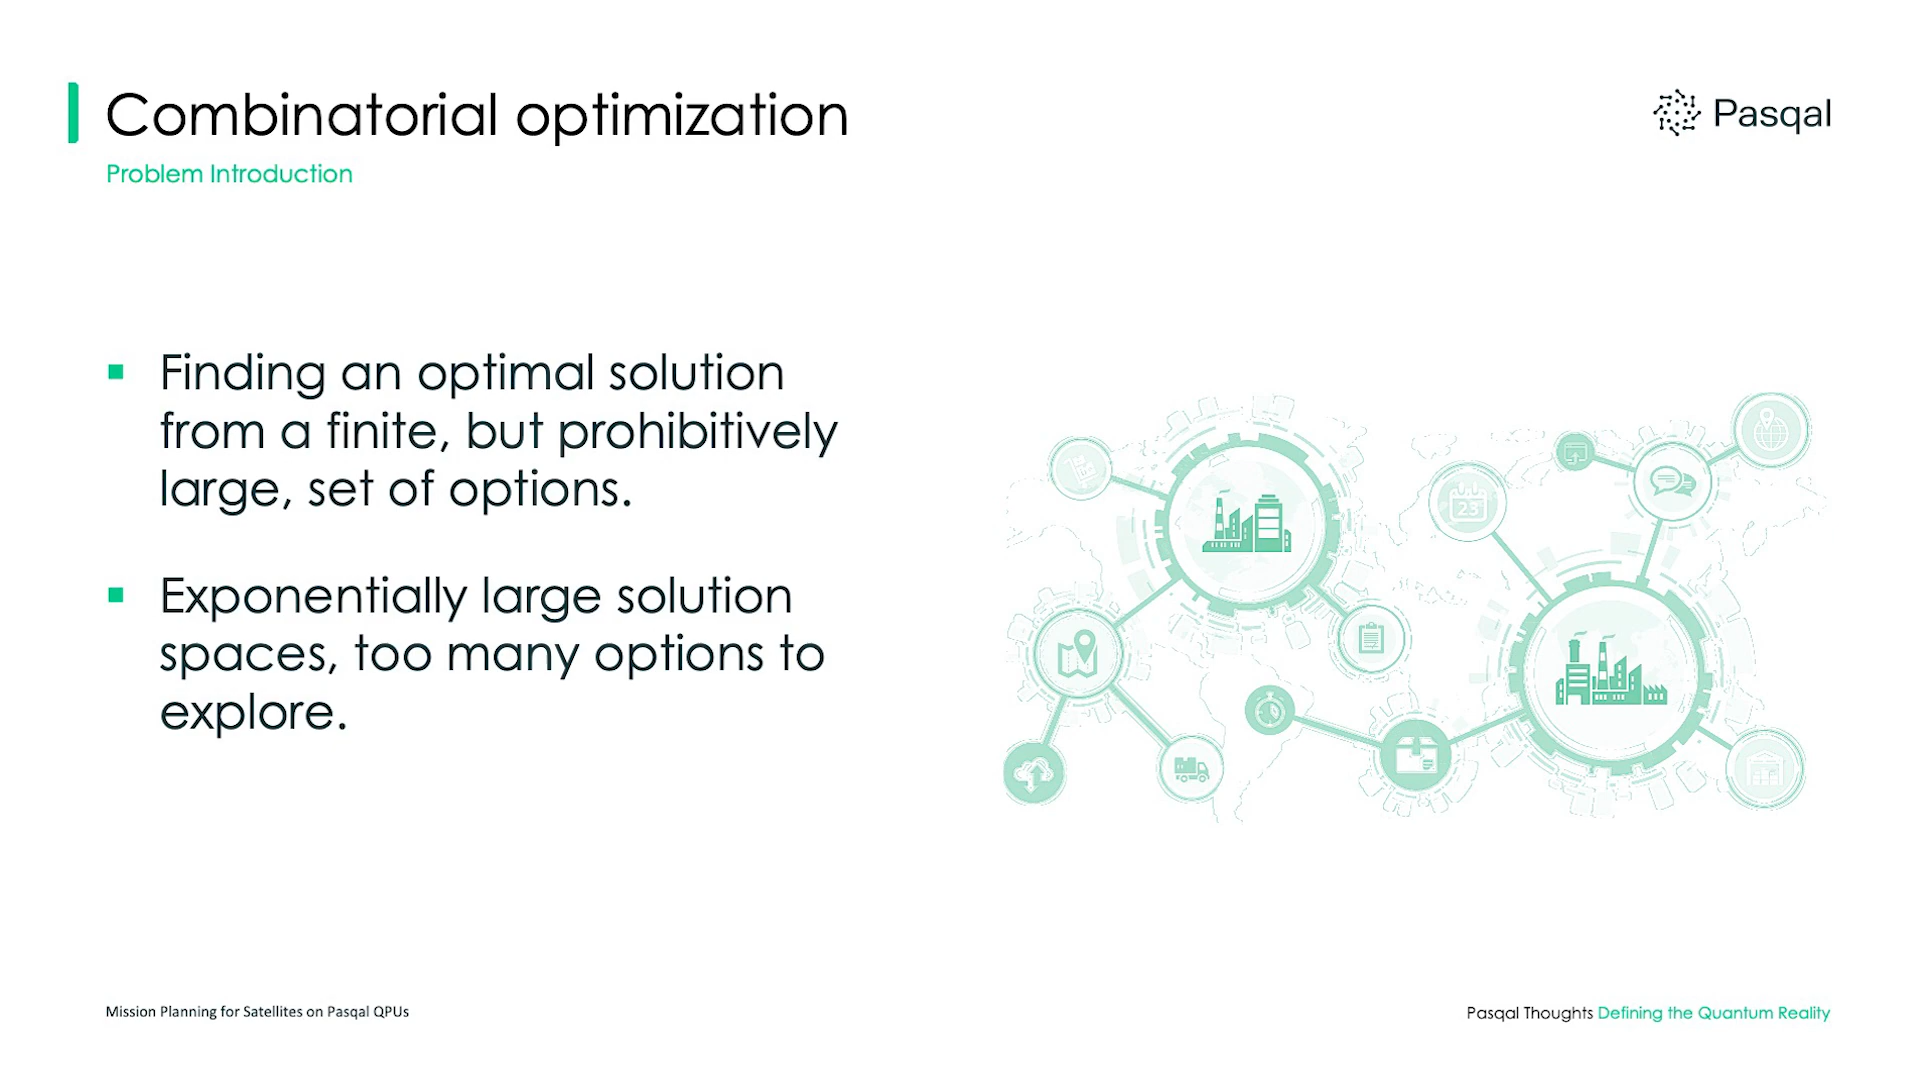 Combinatorial optimization
Pasqal
Problem Introduction
▪ Finding an optimal solution
from a finite, but prohibitively
large, set of options.
▪ Exponentially large solution
spaces, too many options to
explore.
23
Mission Planning for Satellites on Pasqal QPUs
Pasqal Thoughts Defining the Quantum Reality